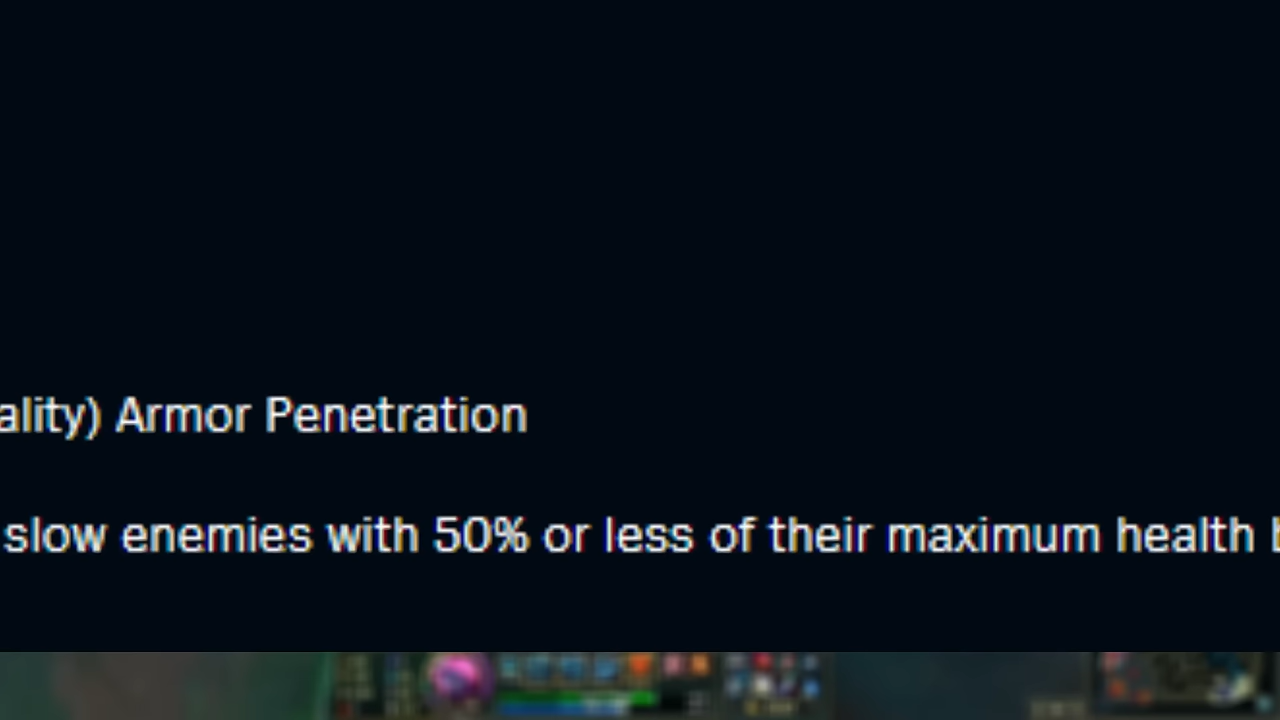 ality) Armor Penetration
slow enemies with 50% or less of their maximum health